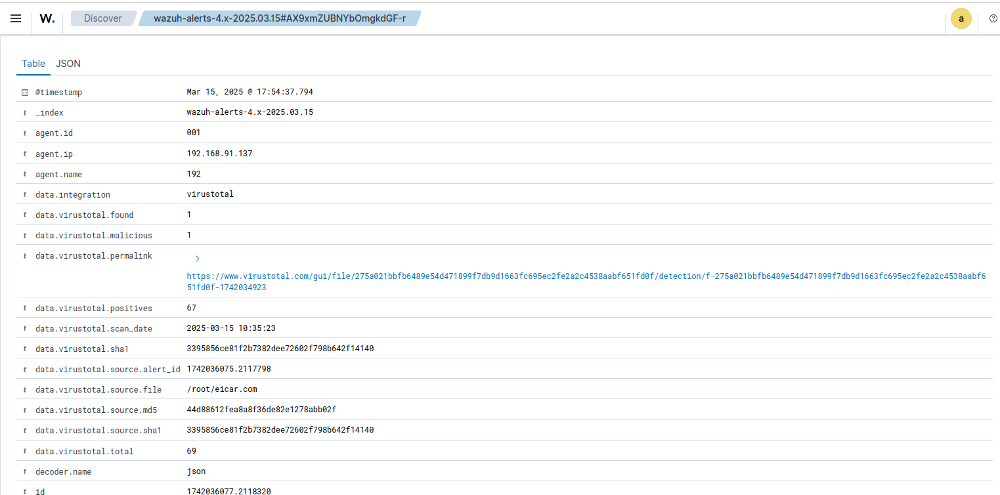 W. Discover wazuh-alerts-4.x-2025.03.15#AX9xmZUBNYbOmgkdGF-r a
Table JSON
@timestamp Mar 15, 2025 @ 17:54:37.794
t _index wazuh-alerts-4.x-2025.03.15
t agent.id 001
t agent.ip 192.168.91.137
t agent.name 192
t data.integration virustotal
t data.virustotal.found 1
t data.virustotal.malicious 1
t data.virustotal.permalink
https://www.virustotal.com/gui/file/275a021bbfb6489e54d471899f7db9d1663fc695ec2fe2a2c4538aabf651fd0f/detection/f-275a021bbfb6489e54d471899f7db9d1663fc695ec2fe2a2c4538aabf6
51fd0f-1742034923
t data.virustotal.positives 67
t data.virustotal.scan_date 2025-03-15 10:35:23
t data.virustotal.sha1 3395856ce81f2b7382dee72602f798b642f14140
t data.virustotal.source.alert_id 1742036075.2117798
t data.virustotal.source.file /root/eicar.com
t data.virustotal.source.md5 44d88612fea8a8f36de82e1278abb02f
t data.virustotal.source.sha1 3395856ce81f2b7382dee72602f798b642f14140
t data.virustotal.total 69
t decoder.name json
t id 1742036077.2118320